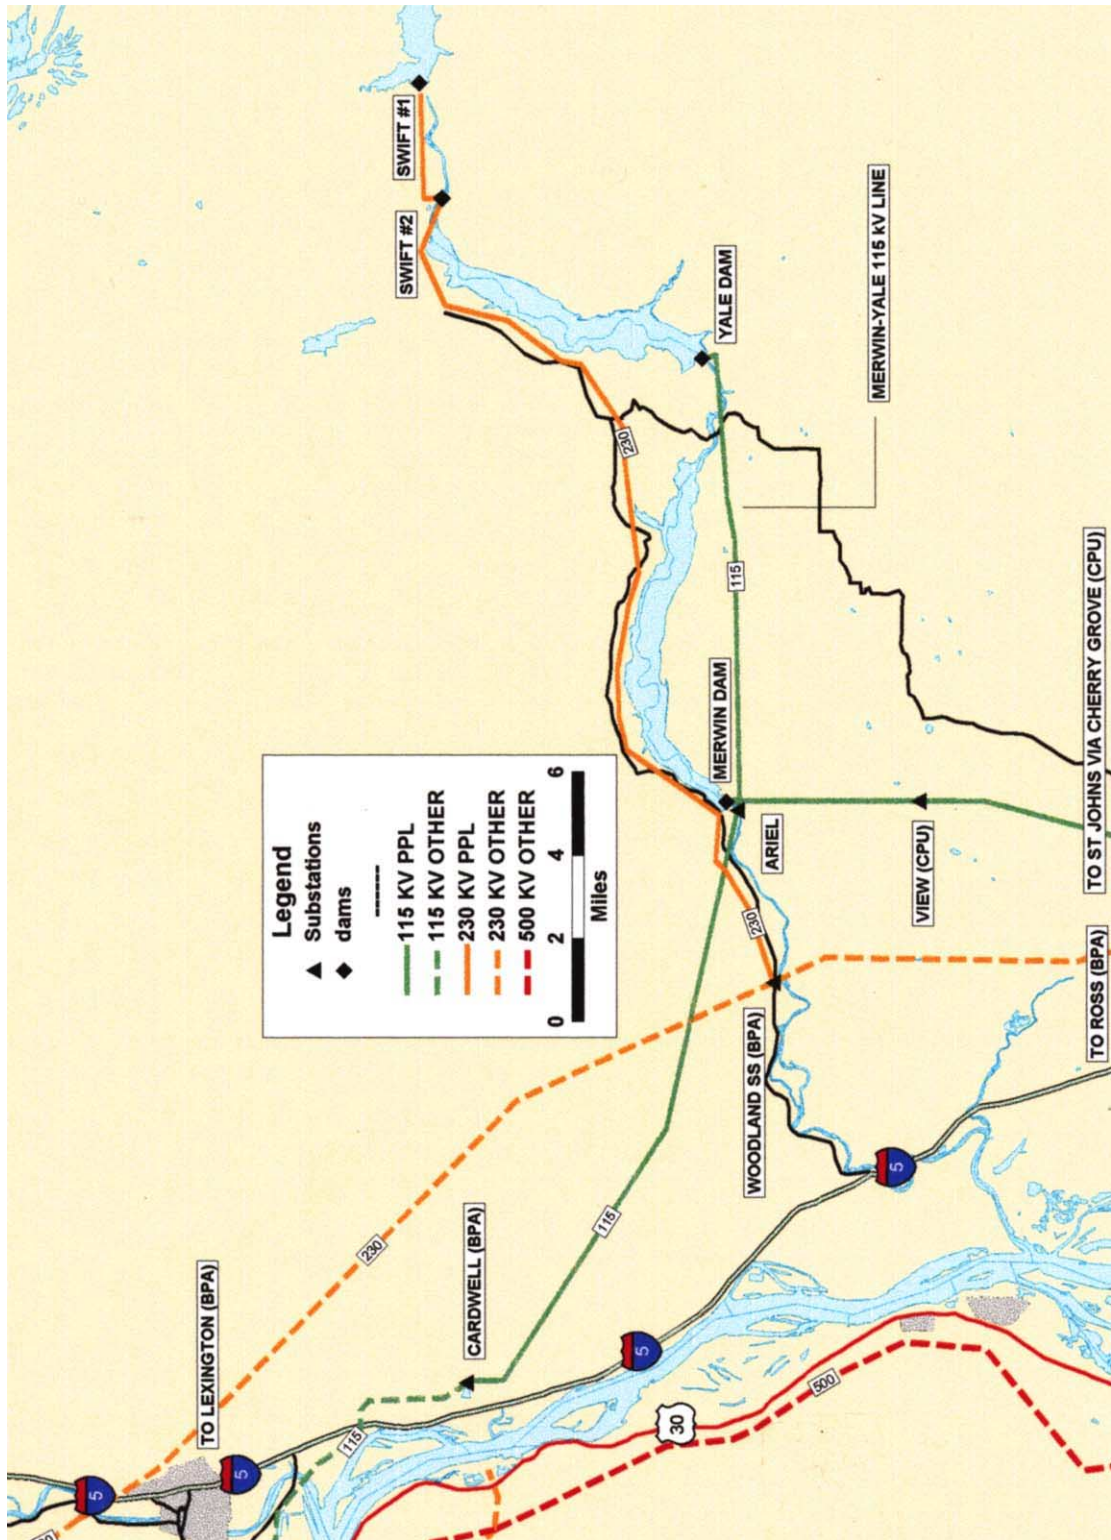 SWIFT #1
SWIFT #2
YALE DAM
MERWIN-YALE 115 kV LINE
230
115
MERWIN DAM
ARIEL
VIEW (CPU)
TO ST JOHNS VIA CHERRY GROVE (CPU)
Legend
Substations
dams
115 KV PPL
115 KV OTHER
230 KV PPL
230 KV OTHER
500 KV OTHER
0 2 4 6
Miles
230
WOODLAND SS (BPA)
TO ROSS (BPA)
5
115
230
CARDWELL (BPA)
TO LEXINGTON (BPA)
5
500
30
115
5
5